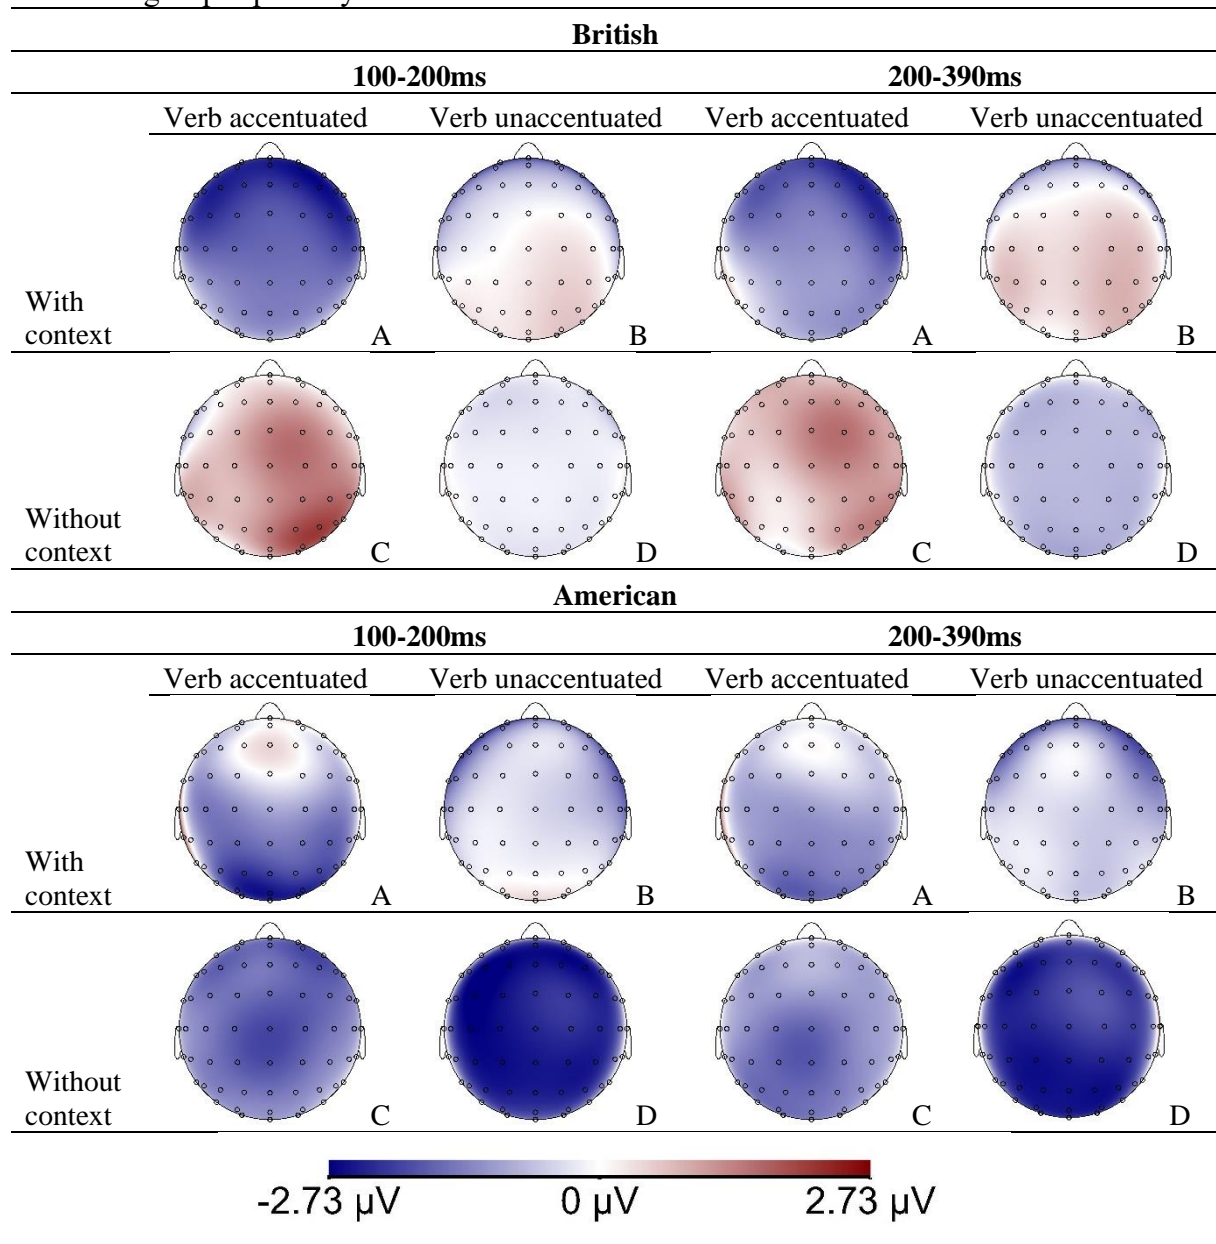 British
100-200ms 200-390ms
Verb accentuated Verb unaccentuated Verb accentuated Verb unaccentuated
With
context A B A B
Without
context C D C D
American
100-200ms 200-390ms
Verb accentuated Verb unaccentuated Verb accentuated Verb unaccentuated
With
context A B A B
Without
context C D C D
-2.73 µV 0 µV 2.73 µV